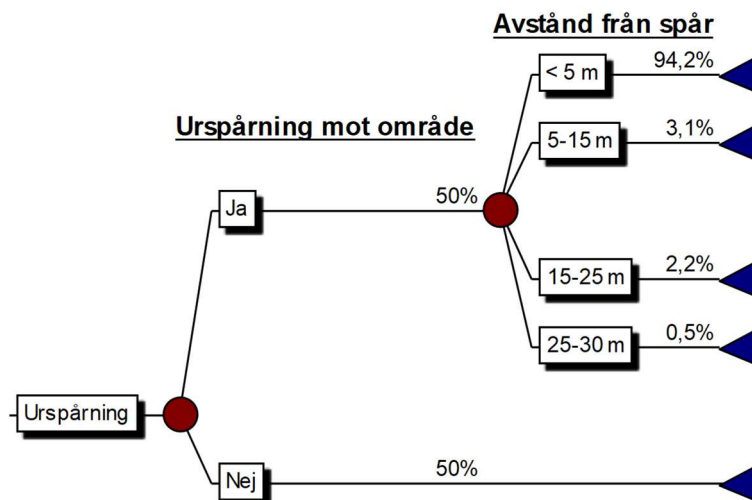 Avstånd från spår
< 5 m 94,2%
Urspårning mot område
5-15 m 3,1%
Ja 50%
15-25 m 2,2%
25-30 m 0,5%
Urspårning
Nej 50%